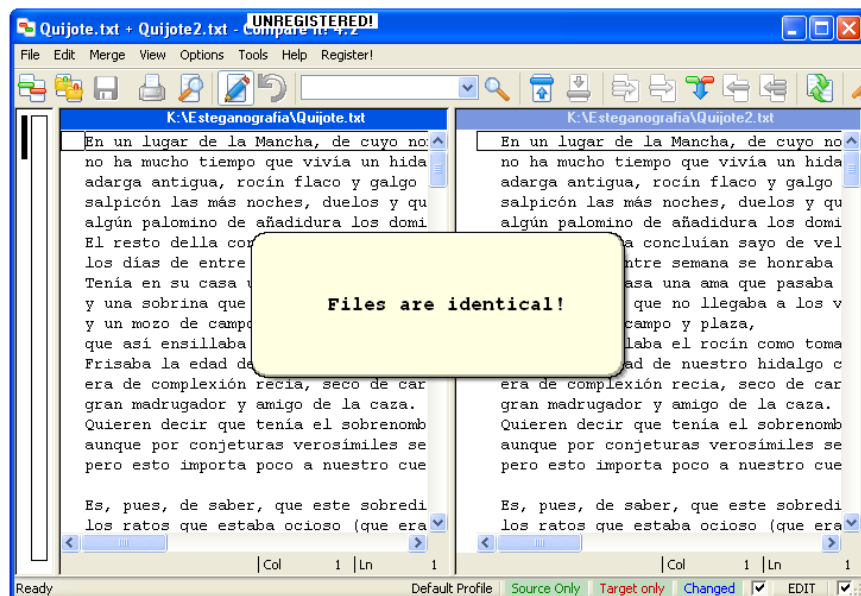 Quijote.txt + Quijote2.txt - Compare It! 4.2
UNREGISTERED!
File Edit Merge View Options Tools Help Register!
K:\Esteganografia\Quijote.txt
En un lugar de la Mancha, de cuyo
no ha mucho tiempo que vivía un hida
adarga antigua, rocín flaco y galgo
salpicón las más noches, duelos y qu
algún palomino de añadidura los domi
El resto della con
los días de entre
Tenía en su casa
y una sobrina que
y un mozo de campo
que así ensillaba
Frisaba la edad de
era de complexión recia, seco de car
gran madrugador y amigo de la caza.
Quieren decir que tenía el sobrenomb
aunque por conjeturas verosímiles se
pero esto importa poco a nuestro cue
Es, pues, de saber, que este sobredi
los ratos que estaba ocioso (que era
K:\Esteganografia\Quijote2.txt
En un lugar de la Mancha, de cuyo no
no ha mucho tiempo que vivía un hida
adarga antigua, rocín flaco y galgo
salpicón las más noches, duelos y qu
algún palomino de añadidura los domi
a concluían sayo de vel
ntre semana se honraba
asa una ama que pasaba
que no llegaba a los v
campo y plaza,
laba el rocín como toma
ad de nuestro hidalgo c
era de complexión recia, seco de car
gran madrugador y amigo de la caza.
Quieren decir que tenía el sobrenomb
aunque por conjeturas verosímiles se
pero esto importa poco a nuestro cue
Es, pues, de saber, que este sobredi
los ratos que estaba ocioso (que era
Files are identical!
Col 1 Ln 1
Col 1 Ln 1
Ready Default Profile Source Only Target only Changed EDIT